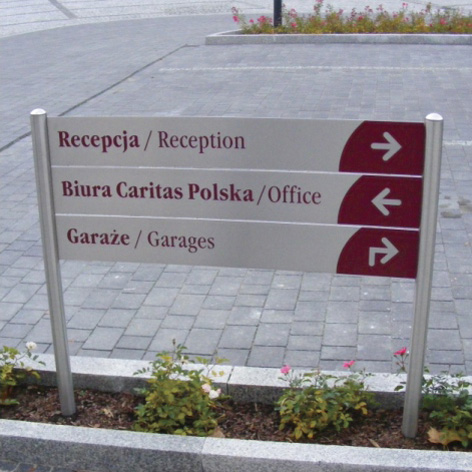 Recepcja / Reception
Biura Caritas Polska/Office
Garaże / Garages